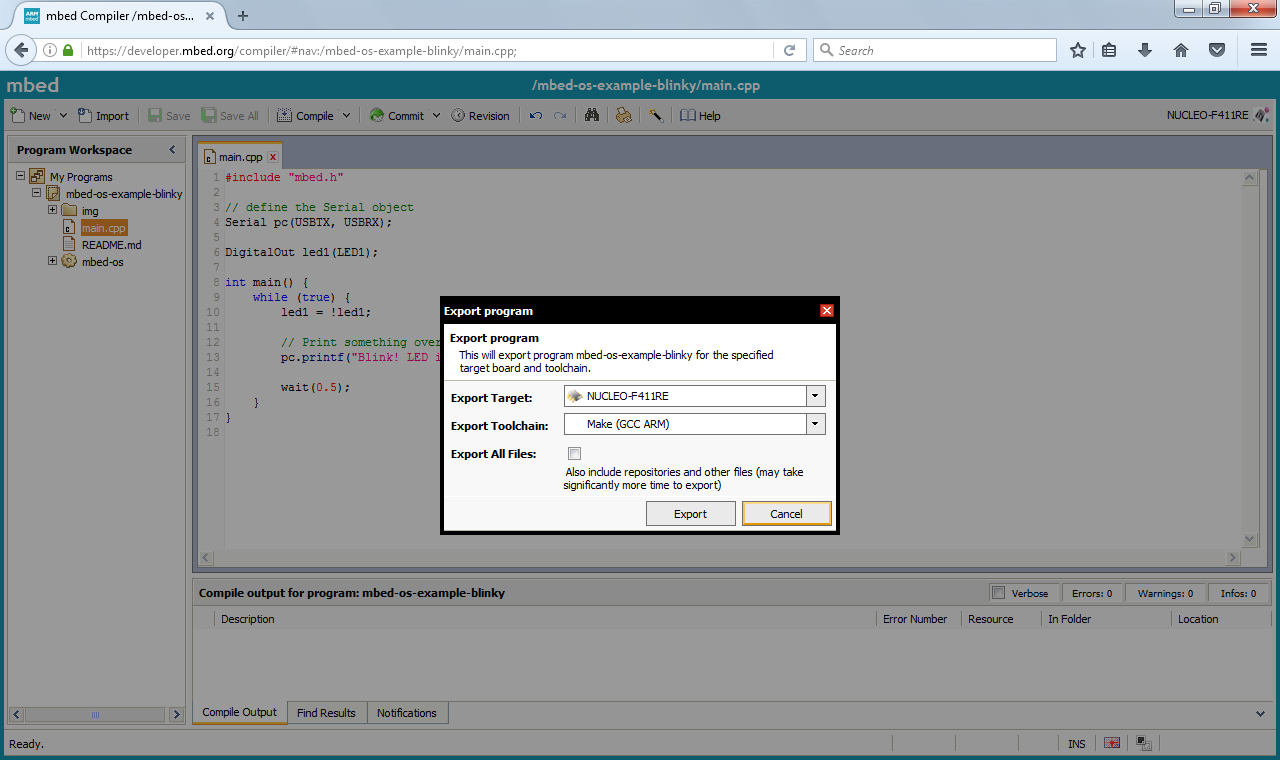 mbed Compiler /mbed-os...
https://developer.mbed.org/compiler/#nav:/mbed-os-example-blinky/main.cpp;
Search
mbed
/mbed-os-example-blinky/main.cpp
New Import Save Save All Compile Commit Revision Help NUCLEO-F411RE
Program Workspace
My Programs
mbed-os-example-blinky
img
main.cpp
README.md
mbed-os
main.cpp
1 #include "mbed.h"
2
3 // define the Serial object
4 Serial pc(USBTX, USBRX);
5
6 DigitalOut led1(LED1);
7
8 int main() {
9 while (true) {
10 led1 = !led1;
11
12 // Print something over
13 pc.printf("Blink! LED i
14
15 wait(0.5);
16 }
17 }
18
Export program
Export program
This will export program mbed-os-example-blinky for the specified
target board and toolchain.
Export Target: NUCLEO-F411RE
Export Toolchain: Make (GCC ARM)
Export All Files:
Also include repositories and other files (may take
significantly more time to export)
Export Cancel
Compile output for program: mbed-os-example-blinky Verbose Errors: 0 Warnings: 0 Infos: 0
Description Error Number Resource In Folder Location
Compile Output Find Results Notifications
Ready. INS